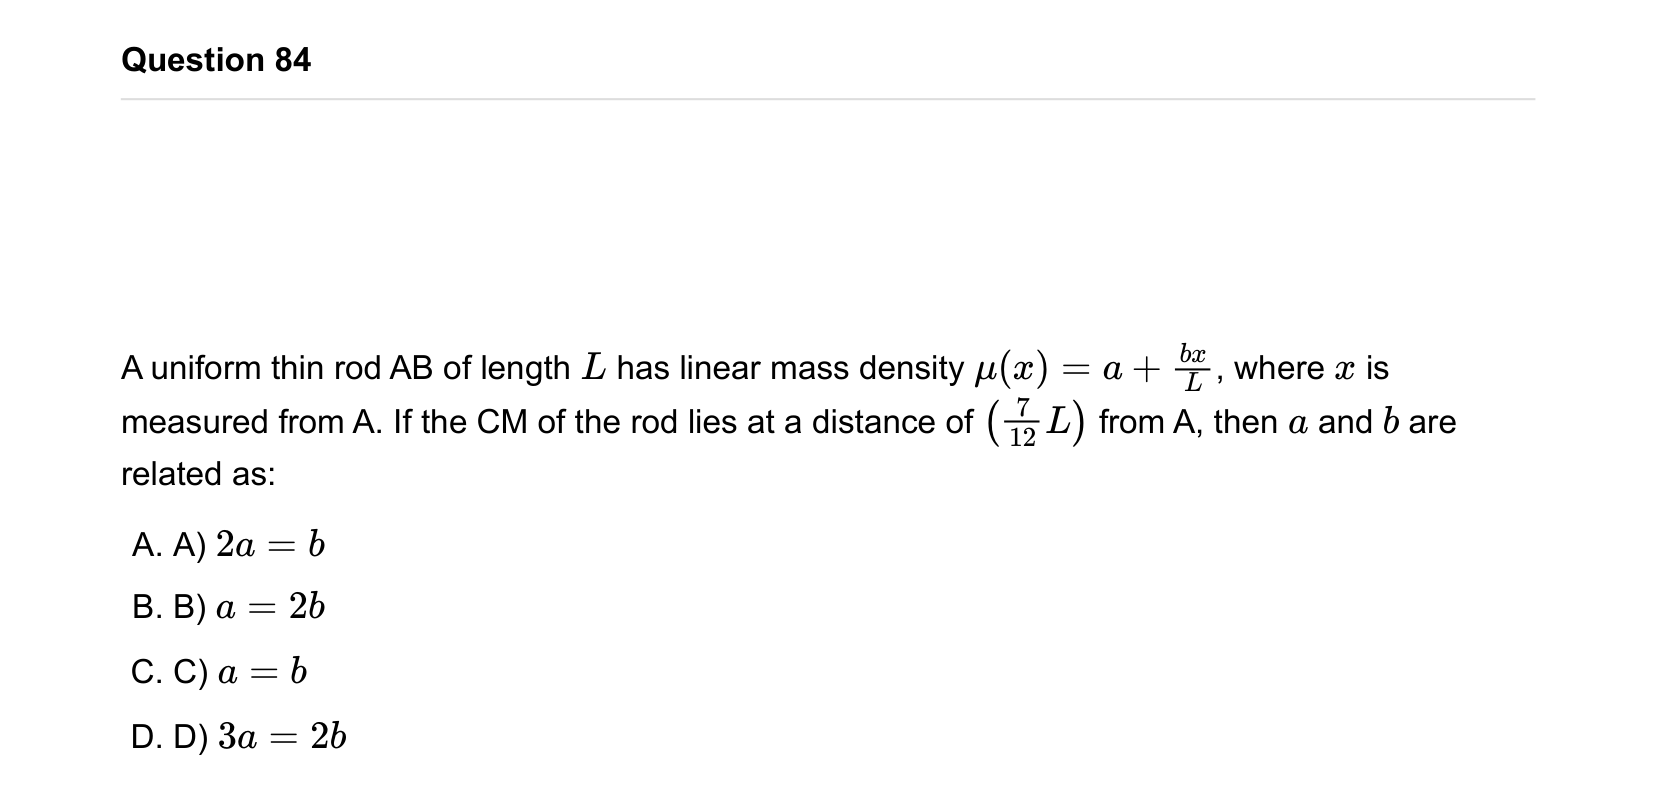 Question 84
A uniform thin rod AB of length $L$ has linear mass density $\mu(x) = a + \frac{bx}{L}$, where $x$ is
measured from A. If the CM of the rod lies at a distance of $\left(\frac{7}{12}L\right)$ from A, then $a$ and $b$ are
related as:
A. A) $2a = b$
B. B) $a = 2b$
C. C) $a = b$
D. D) $3a = 2b$